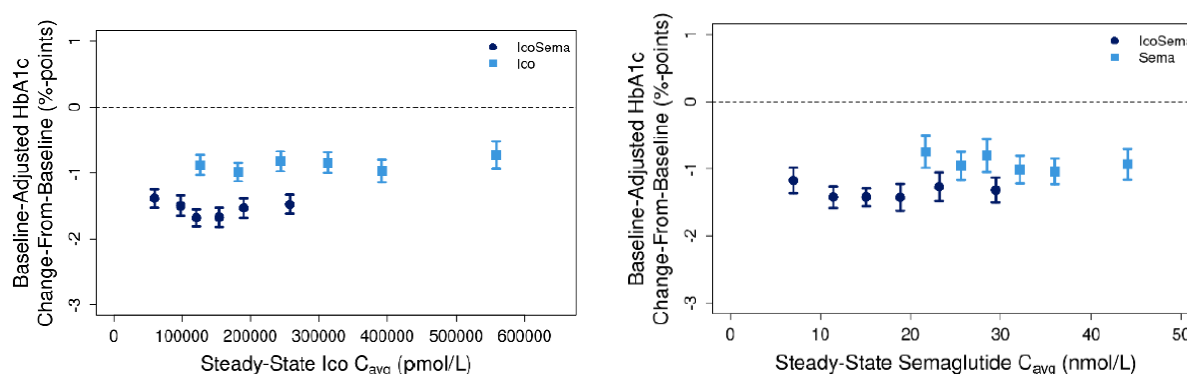 Baseline-Adjusted HbA1c
Change-From-Baseline (%-points)
1
0
-1
-2
-3
IcoSema
Ico
0
100000
200000
300000
400000
500000
600000
Steady-State Ico Cavg (pmol/L)
Baseline-Adjusted HbA1c
Change-From-Baseline (%-points)
1
0
-1
-2
-3
IcoSema
Sema
0
10
20
30
40
50
Steady-State Semaglutide Cavg (nmol/L)